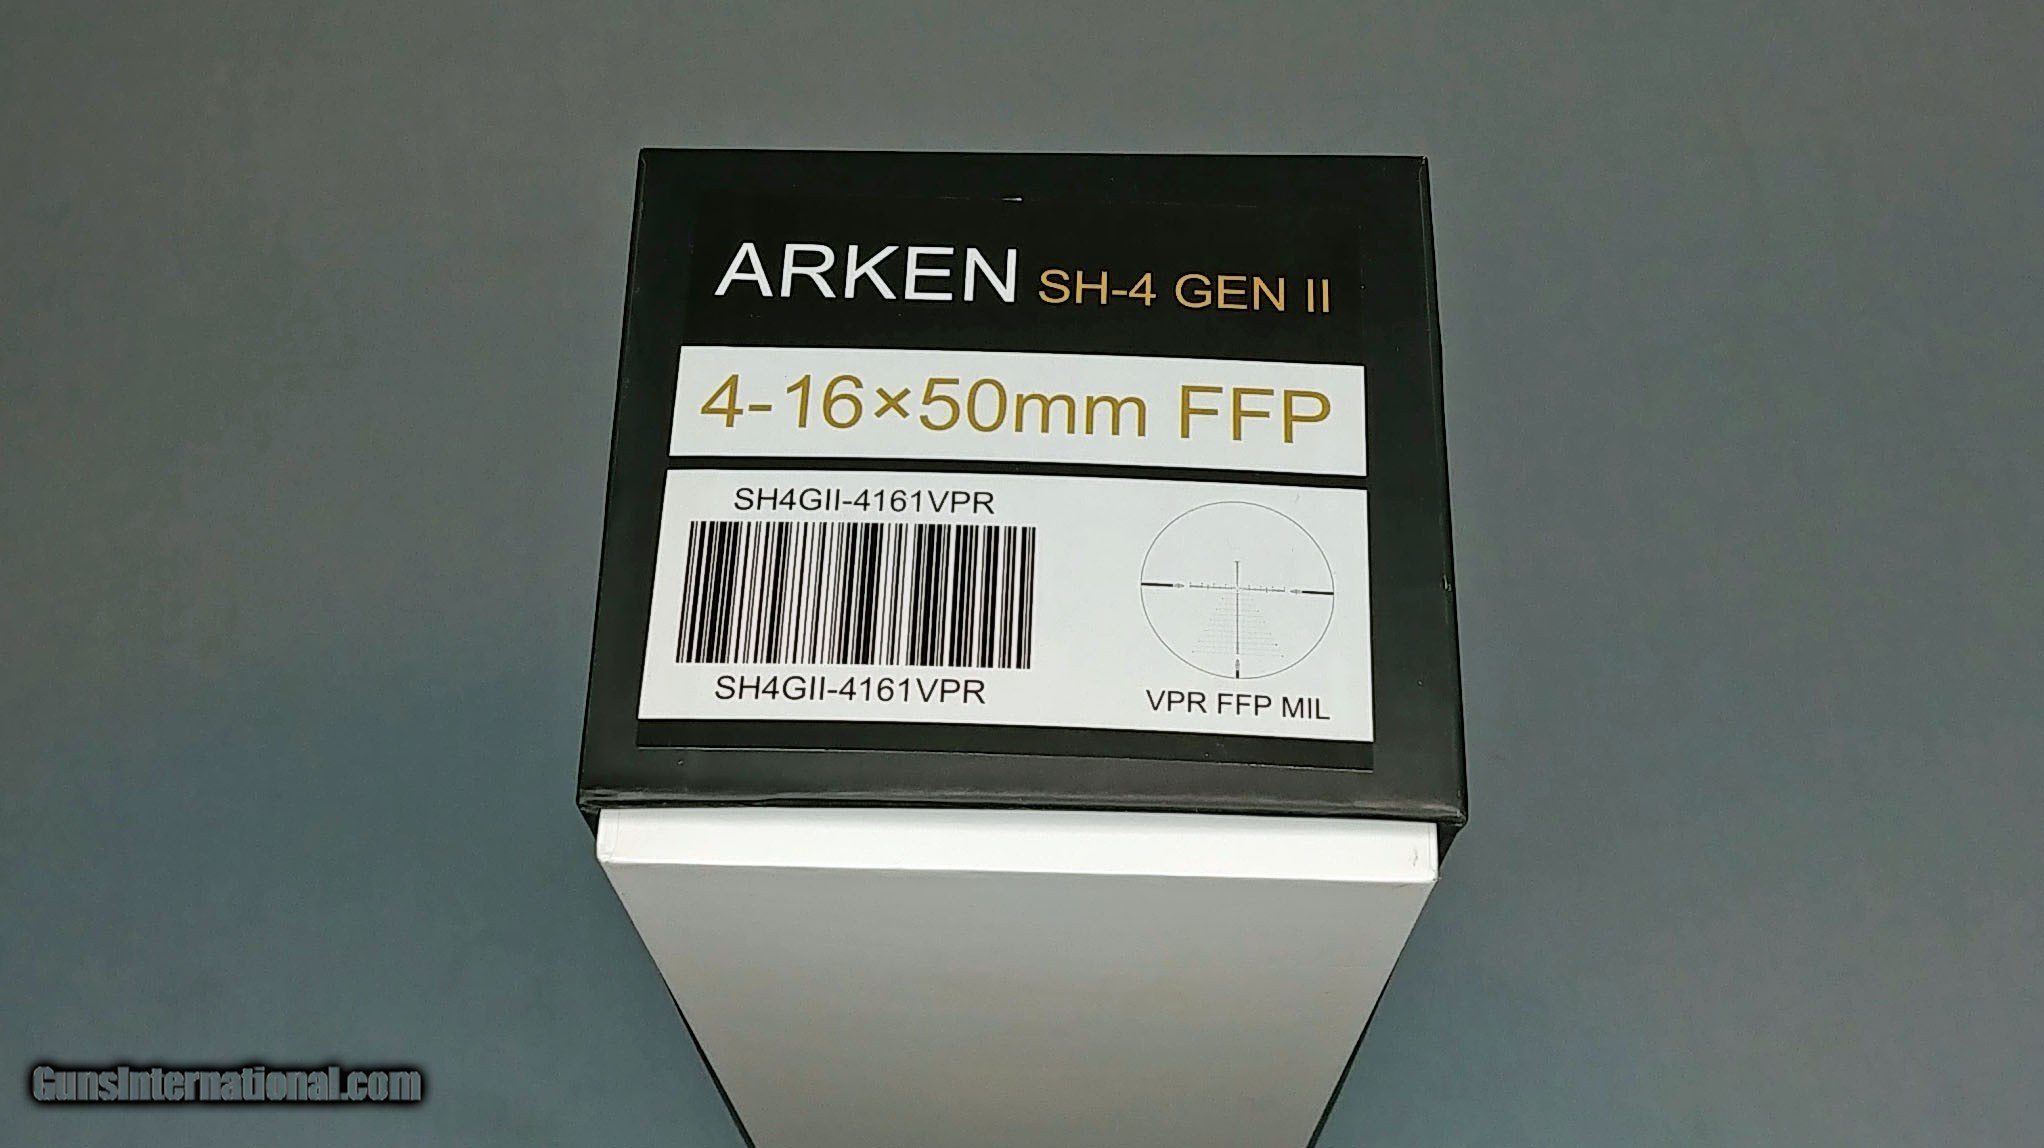 ARKEN SH-4 GEN II
4-16×50mm FFP
SH4GII-4161VPR
SH4GII-4161VPR
VPR FFP MIL
GunsInternational.com